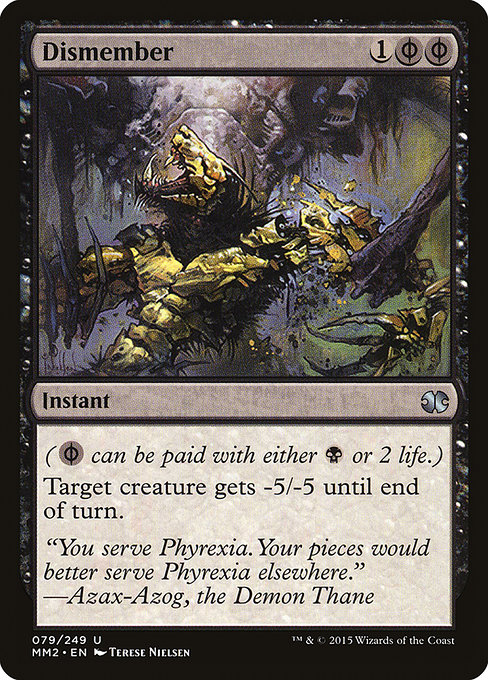 Dismember 1
Instant
( can be paid with either or 2 life.)
Target creature gets -5/-5 until end
of turn.
“You serve Phyrexia. Your pieces would
better serve Phyrexia elsewhere.”
—Azax-Azog, the Demon Thane
079/249 U
MM2 • EN Terese Nielsen
™ & © 2015 Wizards of the Coast